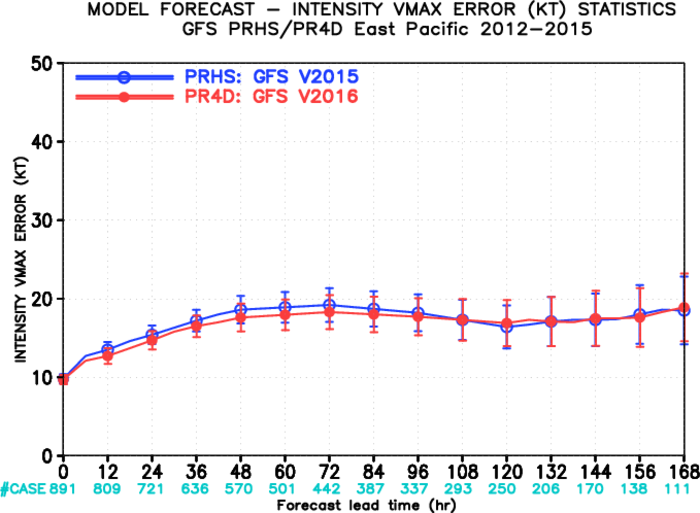 MODEL FORECAST — INTENSITY VMAX ERROR (KT) STATISTICS
GFS PRHS/PR4D East Pacific 2012–2015
PRHS: GFS V2015
PR4D: GFS V2016
INTENSITY VMAX ERROR (KT)
50
40
30
20
10
0
0 12 24 36 48 60 72 84 96 108 120 132 144 156 168
#CASE 891 809 721 636 570 501 442 387 337 293 250 206 170 138 111
Forecast lead time (hr)